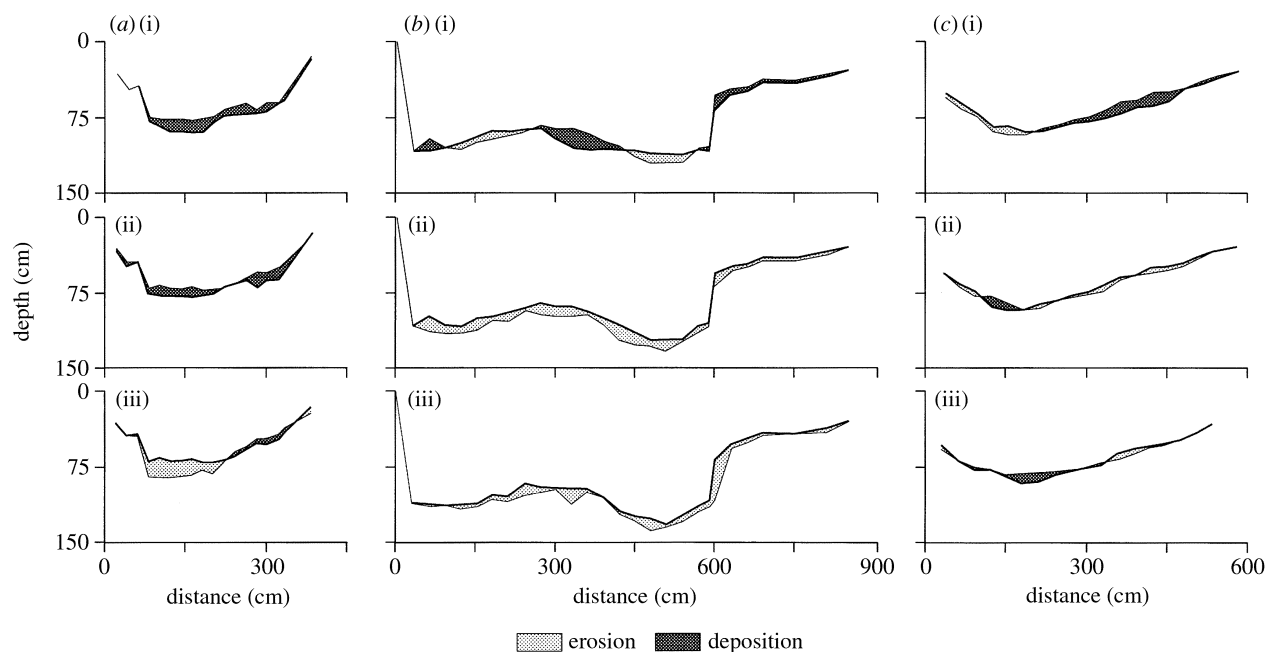 (a) (i)
(b) (i)
(c) (i)
0
75
150
(ii)
(ii)
(ii)
0
75
150
depth (cm)
(iii)
(iii)
(iii)
0
75
150
0 300
0 300 600 900
0 300 600
distance (cm)
distance (cm)
distance (cm)
erosion deposition